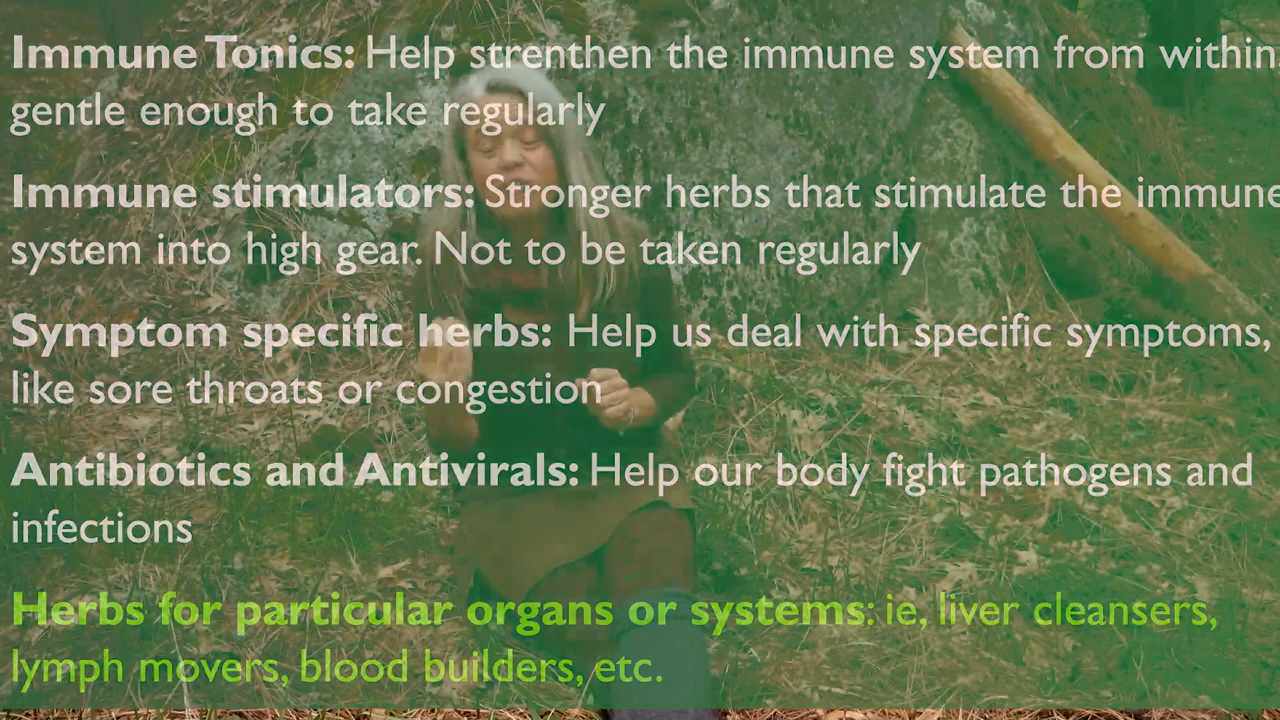 Immune Tonics: Help strenthen the immune system from within,
gentle enough to take regularly
Immune stimulators: Stronger herbs that stimulate the immune
system into high gear. Not to be taken regularly
Symptom specific herbs: Help us deal with specific symptoms,
like sore throats or congestion
Antibiotics and Antivirals: Help our body fight pathogens and
infections
Herbs for particular organs or systems: ie, liver cleansers,
lymph movers, blood builders, etc.